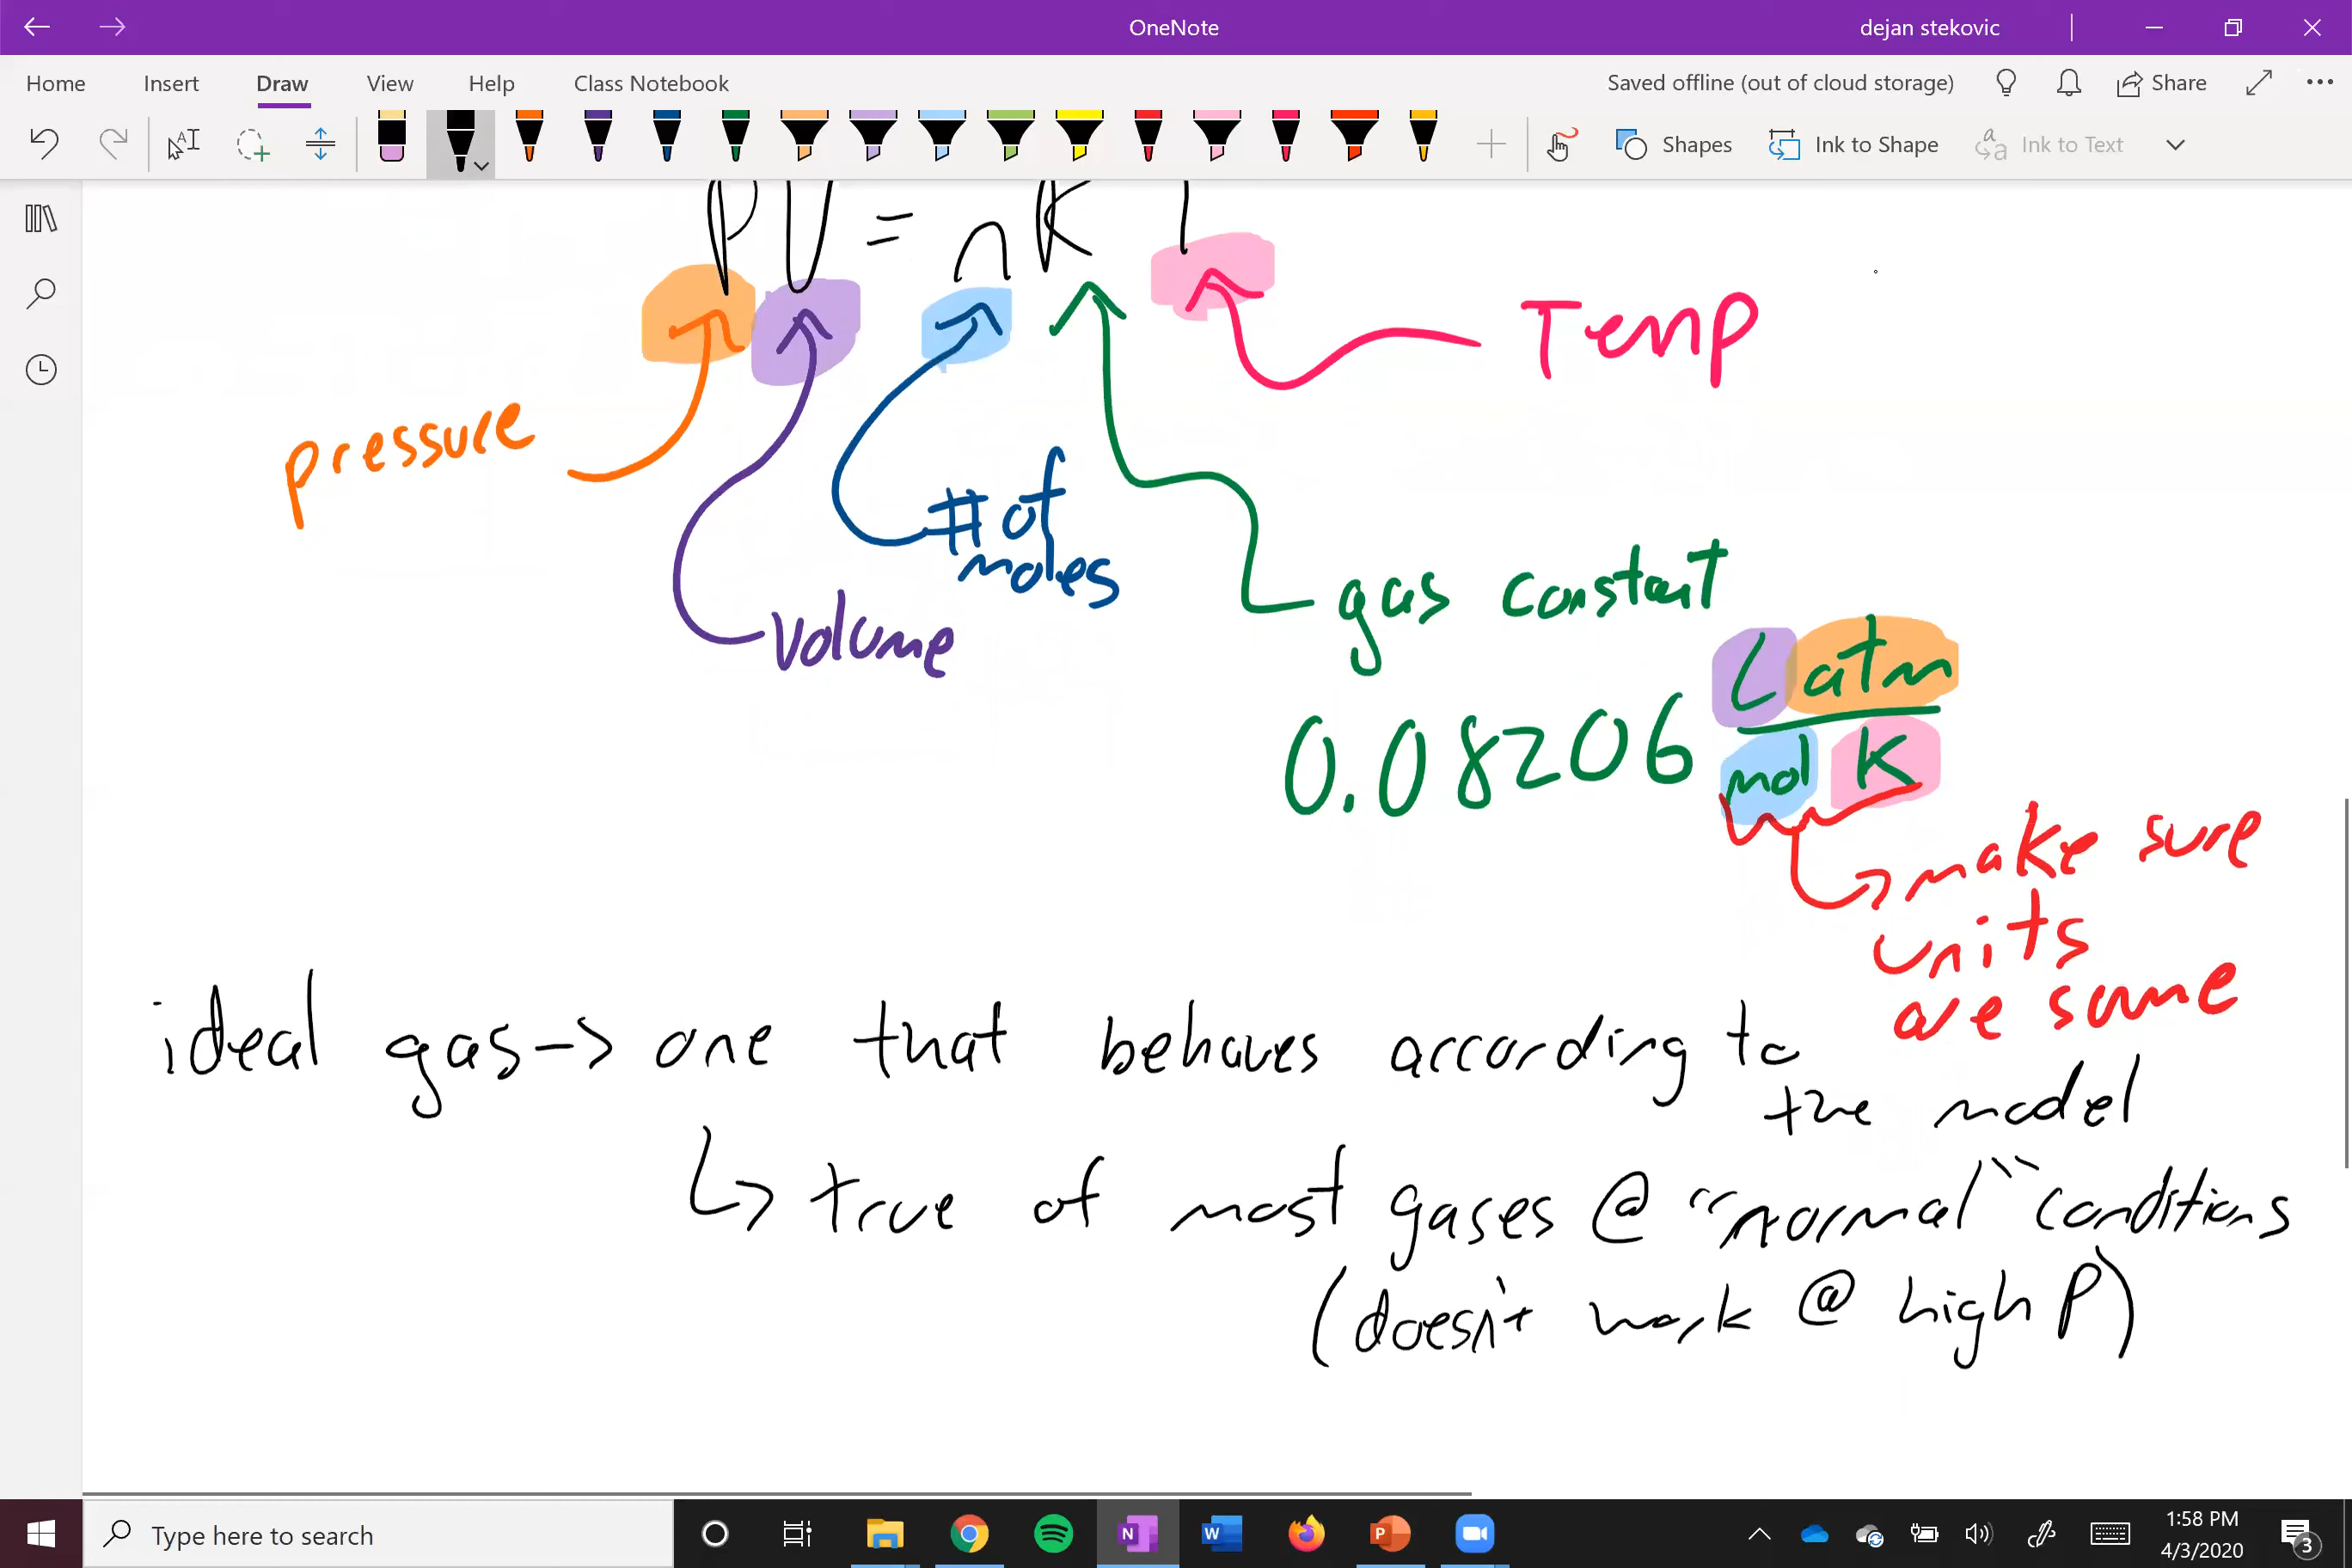 OneNote
dejan stekovic
Home Insert Draw View Help Class Notebook
Saved offline (out of cloud storage)
Share
Shapes
Ink to Shape
Ink to Text
PV = nRT
Temp
pressure
# of
moles
volume
gas constant
L atm
0.08206
mol K
make sure
units
are same
ideal gas -> one that behaves according to
the model
↳ true of most gases @ "normal" conditions
(doesn't work @ high P)
Type here to search
1:58 PM
4/3/2020
3